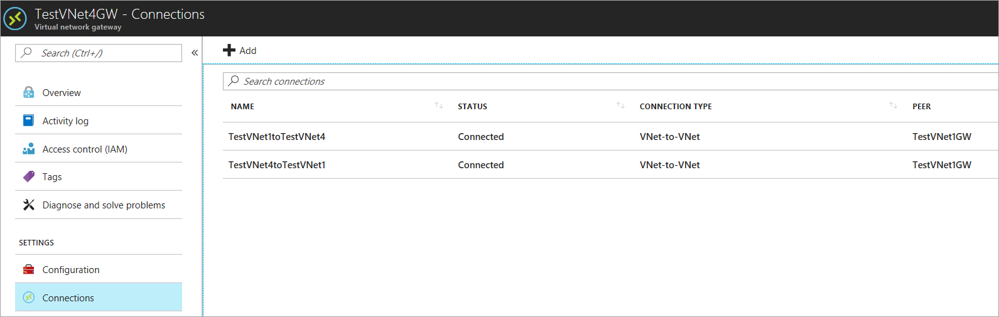 TestVNet4GW - Connections
Virtual network gateway
Search (Ctrl+/)
«
Add
Overview
Activity log
Access control (IAM)
Tags
Diagnose and solve problems
SETTINGS
Configuration
Connections
Search connections
NAME STATUS CONNECTION TYPE PEER
TestVNet1toTestVNet4 Connected VNet-to-VNet TestVNet1GW
TestVNet4toTestVNet1 Connected VNet-to-VNet TestVNet1GW